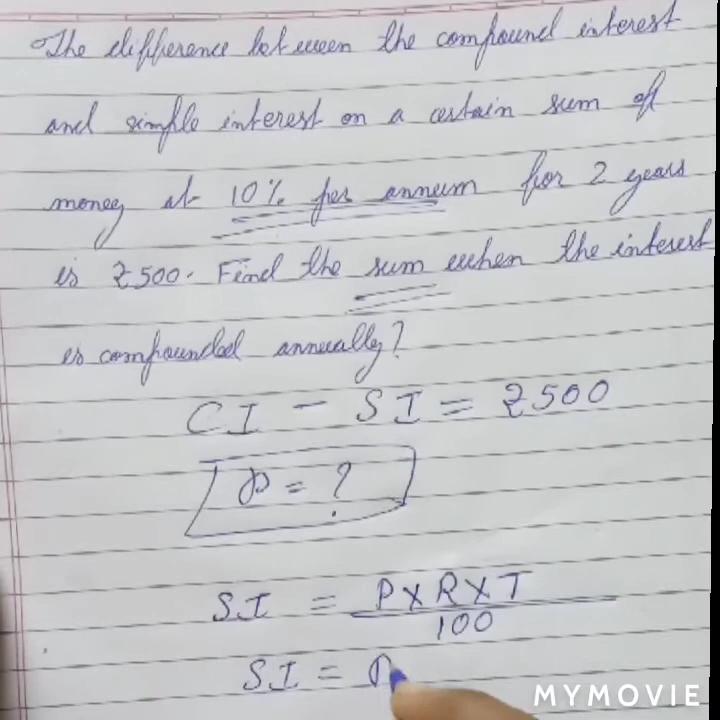 The difference between the compound interest
and simple interest on a certain sum of
money at 10% per annum for 2 years
is ₹500. Find the sum when the interest
is compounded annually?
CI - SI = ₹500
P = ?
SI = P×R×T
100
SI = P
MYMOVIE